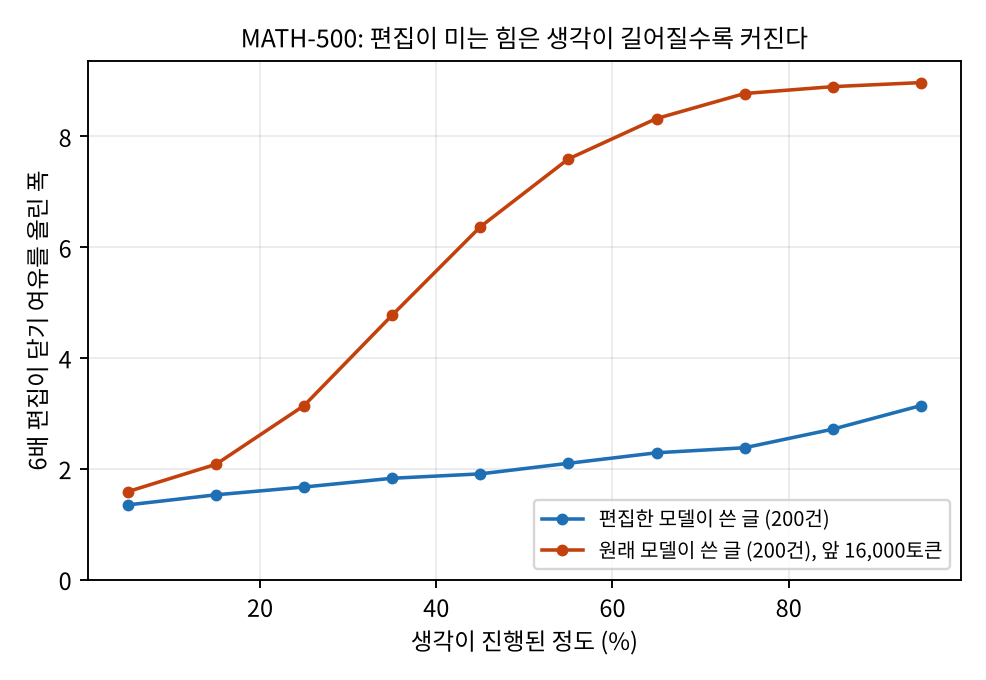 MATH-500: 편집이 미는 힘은 생각이 길어질수록 커진다
6배 편집이 닫기 여유를 올린 폭
8
6
4
2
0
편집한 모델이 쓴 글 (200건)
원래 모델이 쓴 글 (200건), 앞 16,000토큰
20 40 60 80
생각이 진행된 정도 (%)